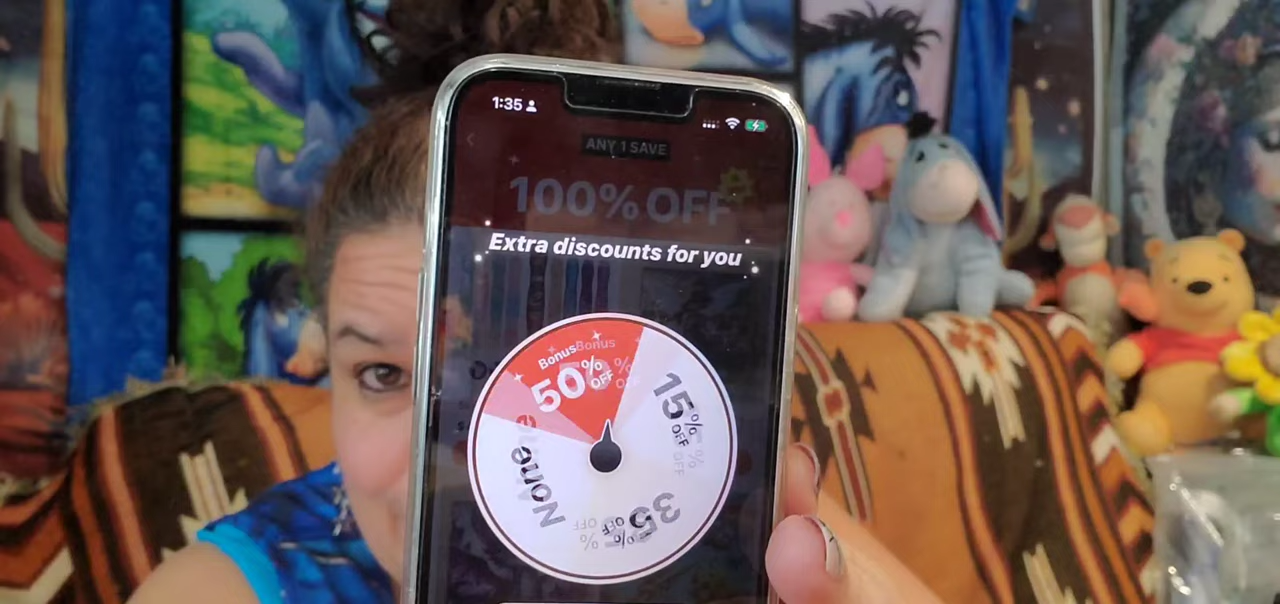 1:35
ANY 1 SAVE
100% OFF
Extra discounts for you
Bonus Bonus
50% OFF
15% OFF
None
35% OFF